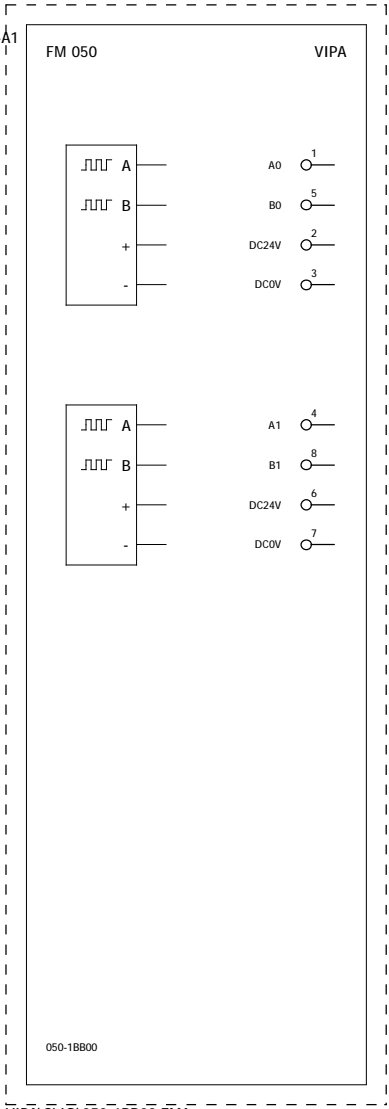 A1
FM 050 VIPA
A A0 1
B B0 5
+ DC24V 2
- DC0V 3
A A1 4
B B1 8
+ DC24V 6
- DC0V 7
050-1BB00